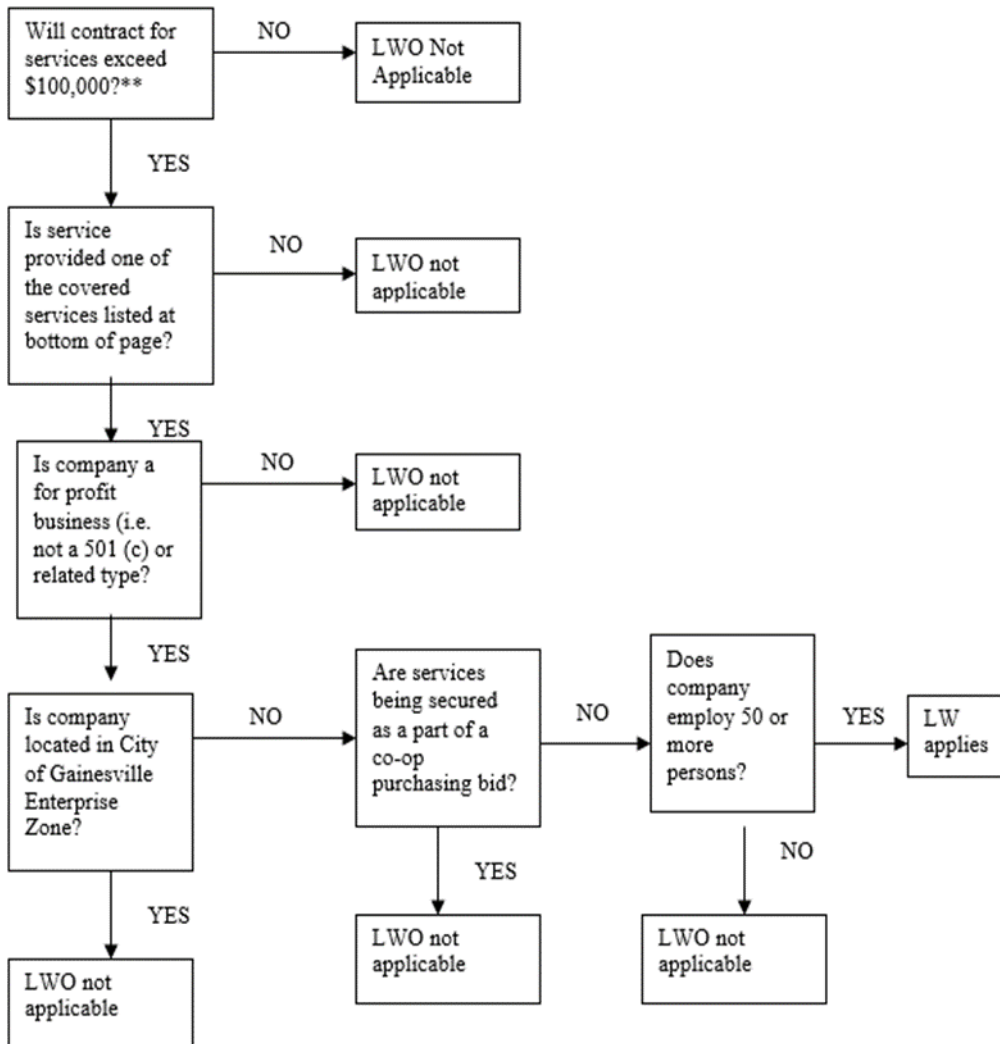 Will contract for
services exceed
$100,000?**
NO
LWO Not
Applicable
YES
Is service
provided one of
the covered
services listed at
bottom of page?
NO
LWO not
applicable
YES
Is company a
for profit
business (i.e.
not a 501 (c) or
related type?
NO
LWO not
applicable
YES
Is company
located in City
of Gainesville
Enterprise
Zone?
NO
Are services
being secured
as a part of a
co-op
purchasing bid?
NO
Does
company
employ 50 or
more
persons?
YES
LW
applies
YES
LWO not
applicable
YES
LWO not
applicable
NO
LWO not
applicable